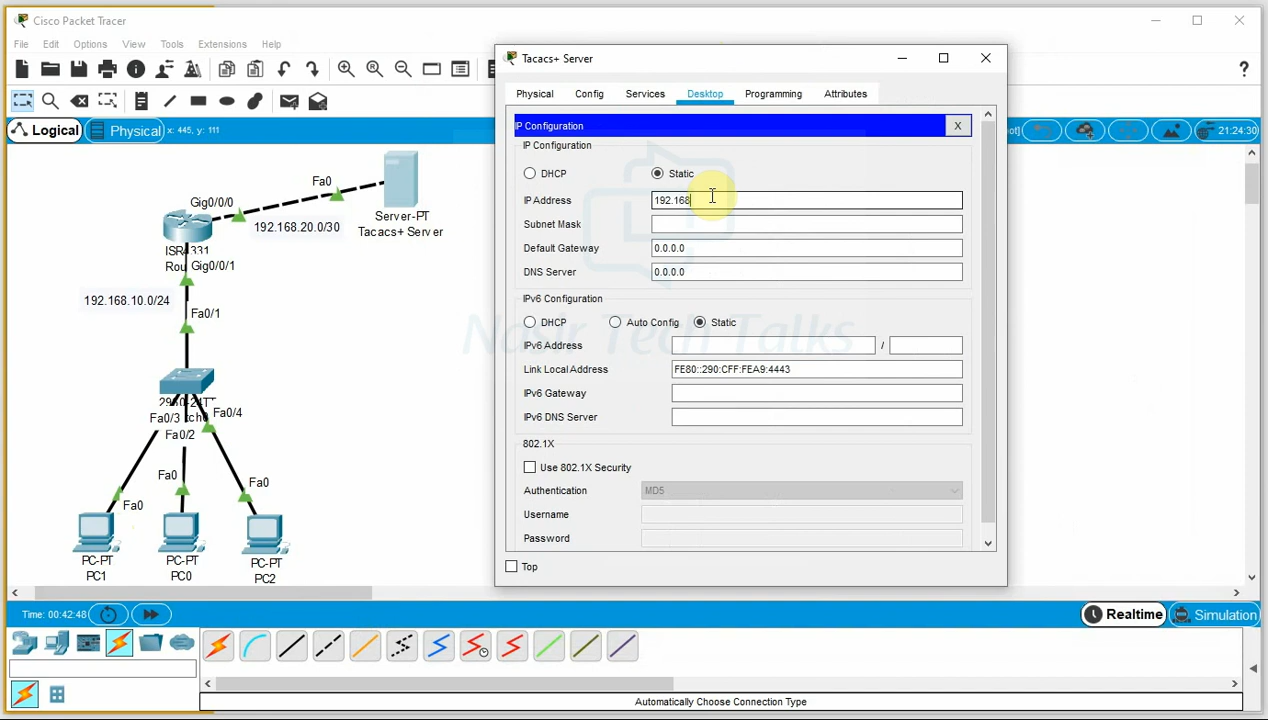 Cisco Packet Tracer
File Edit Options View Tools Extensions Help
Logical Physical x: 445, y: 111
21:24:30
Tacacs+ Server
Physical Config Services Desktop Programming Attributes
IP Configuration X
IP Configuration
DHCP Static
IP Address 192.168
Subnet Mask
Default Gateway 0.0.0.0
DNS Server 0.0.0.0
IPv6 Configuration
DHCP Auto Config Static
IPv6 Address /
Link Local Address FE80::290:CFF:FEA9:4443
IPv6 Gateway
IPv6 DNS Server
802.1X
Use 802.1X Security
Authentication MD5
Username
Password
Top
Nasir Tech Talks
Fa0
Server-PT
Tacacs+ Server
Gig0/0/0
192.168.20.0/30
Gig0/0/1
192.168.10.0/24
Fa0/1
Fa0/3
Fa0/4
Fa0/2
Fa0
Fa0
Fa0
PC-PT
PC1
PC-PT
PC0
PC-PT
PC2
Time: 00:42:48
Realtime Simulation
Automatically Choose Connection Type